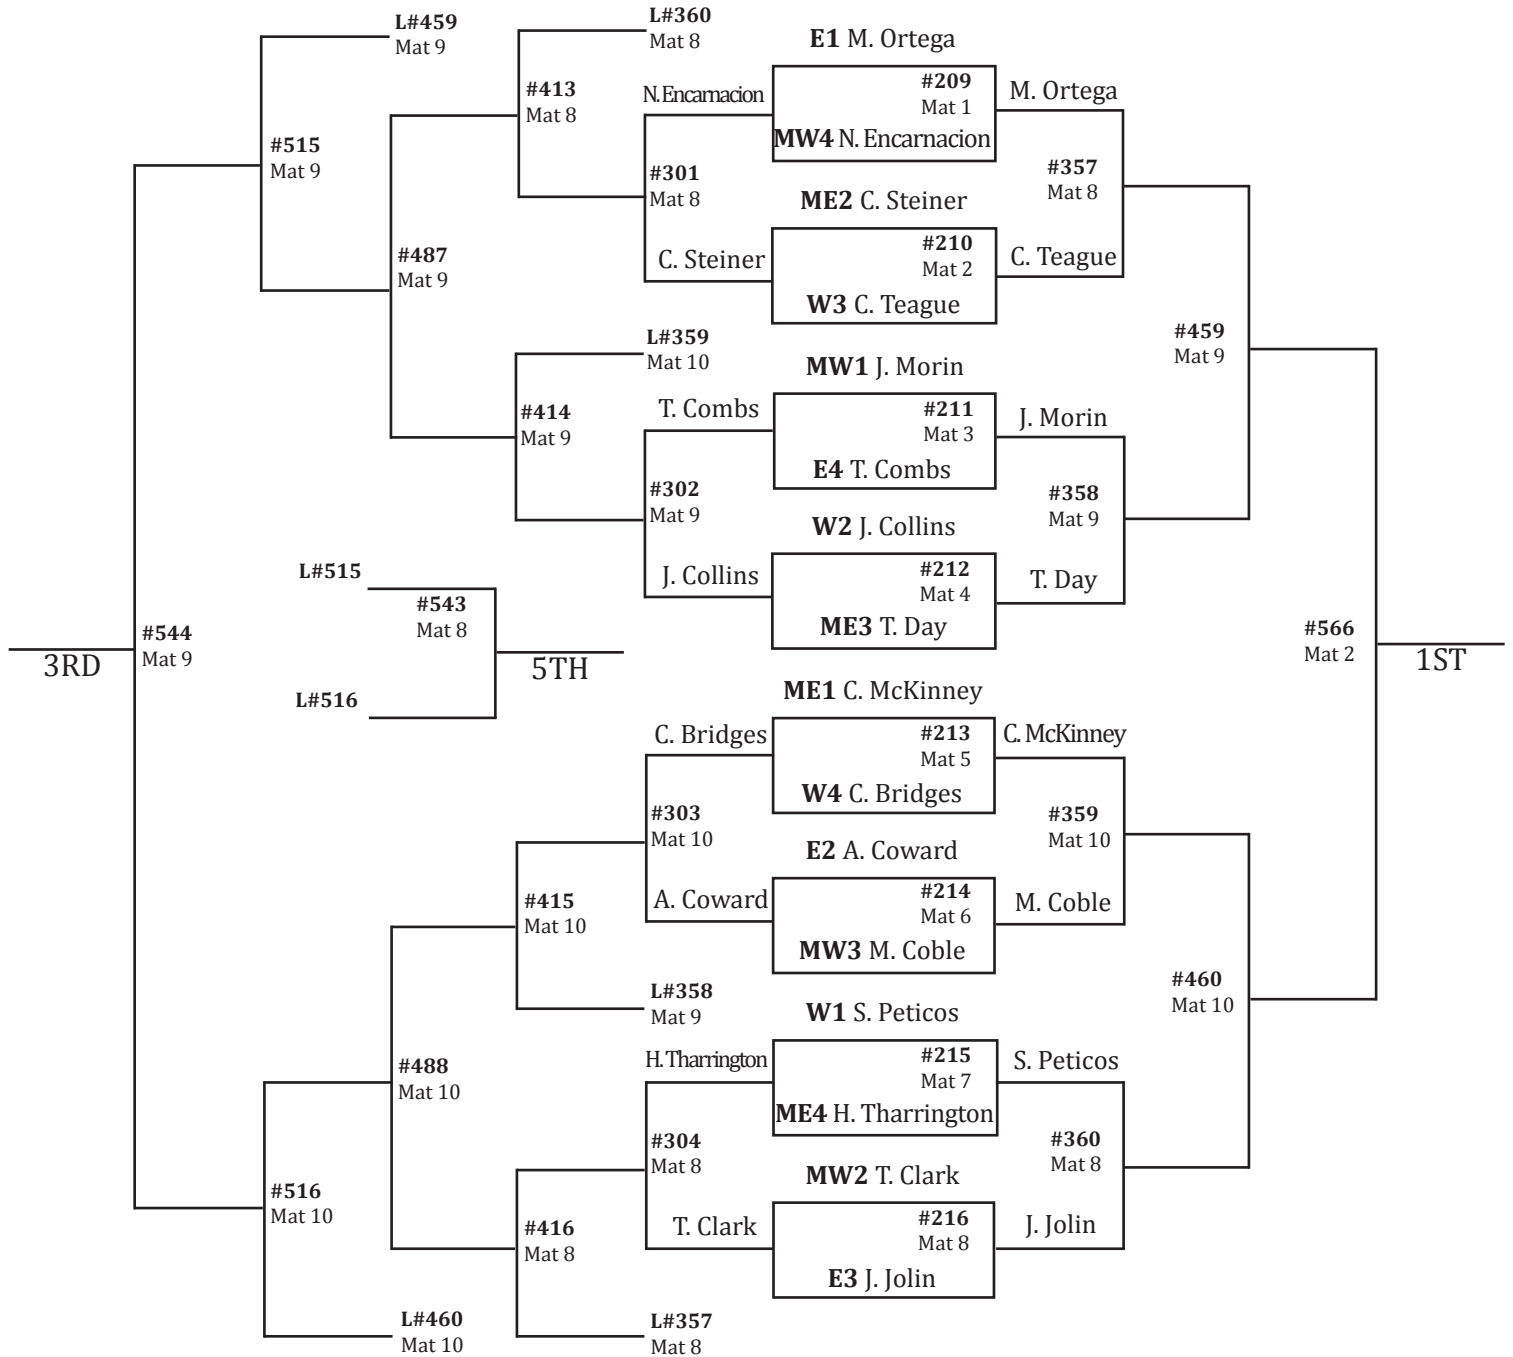 L#459
Mat 9
L#360
Mat 8
E1 M. Ortega
#413
Mat 8
N. Encarnacion
#209
Mat 1
M. Ortega
MW4 N. Encarnacion
#515
Mat 9
#301
Mat 8
#357
Mat 8
ME2 C. Steiner
#487
Mat 9
C. Steiner
#210
Mat 2
C. Teague
W3 C. Teague
L#359
Mat 10
#459
Mat 9
MW1 J. Morin
#414
Mat 9
T. Combs
#211
Mat 3
J. Morin
E4 T. Combs
#302
Mat 9
#358
Mat 9
W2 J. Collins
L#515
#543
Mat 8
J. Collins
#212
Mat 4
T. Day
ME3 T. Day
#544
Mat 9
3RD
5TH
#566
Mat 2
1ST
L#516
ME1 C. McKinney
C. Bridges
#213
Mat 5
C. McKinney
W4 C. Bridges
#303
Mat 10
#359
Mat 10
E2 A. Coward
#415
Mat 10
A. Coward
#214
Mat 6
M. Coble
MW3 M. Coble
L#358
Mat 9
#460
Mat 10
W1 S. Peticos
#488
Mat 10
H. Tharrington
#215
Mat 7
S. Peticos
ME4 H. Tharrington
#304
Mat 8
#360
Mat 8
MW2 T. Clark
#516
Mat 10
#416
Mat 8
T. Clark
#216
Mat 8
J. Jolin
E3 J. Jolin
L#460
Mat 10
L#357
Mat 8